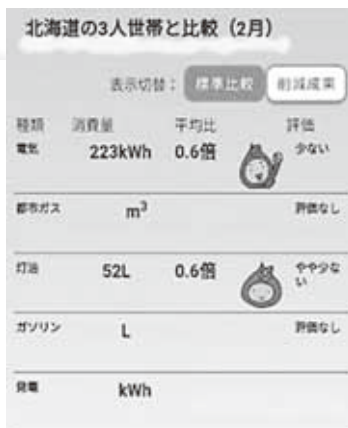 北海道の3人世帯と比較（2月）
表示切替： 標準比較 削減成果
種類 消費量 平均比 評価
電気 223kWh 0.6倍 少ない
都市ガス m³ 評価なし
灯油 52L 0.6倍 やや少な
い
ガソリン L 評価なし
発電 kWh